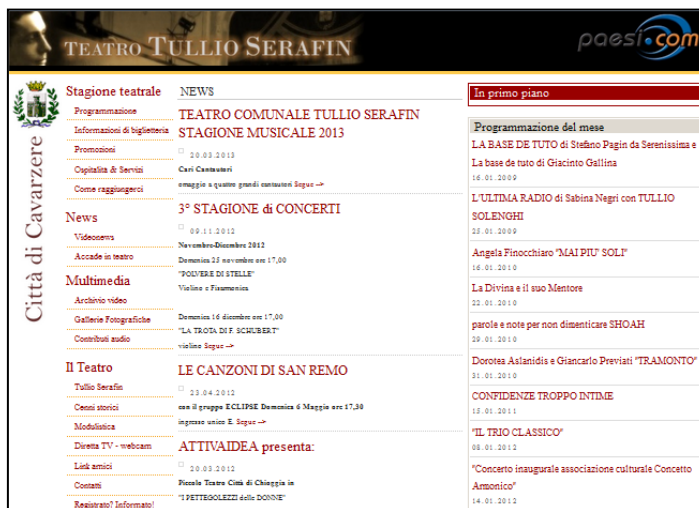 TEATRO TULLIO SERAFIN
paesi.com
Città di Cavarzere
Stagione teatrale
Programmazione
Informazioni di biglietteria
Promozioni
Ospitalità & Servizi
Come raggiungerci
News
Videonews
Accade in teatro
Multimedia
Archivio video
Gallerie Fotografiche
Contributi audio
Il Teatro
Tullio Serafin
Cenni storici
Modulistica
Diretta TV - webcam
Link amici
Contatti
Registrato? Informato!
NEWS
TEATRO COMUNALE TULLIO SERAFIN
STAGIONE MUSICALE 2013
20.03.2013
Cari Cantautori
omaggio a quatro grandi cantautori Segue -->
3° STAGIONE di CONCERTI
09.11.2012
Novembre-Dicembre 2012
Domenica 25 novembre ore 17,00
"POLVERE DI STELLE"
Violino e Fisarmonica
Domenica 16 dicembre ore 17,00
"LA TROTA DI F. SCHUBERT"
violino Segue -->
LE CANZONI DI SAN REMO
23.04.2012
con il gruppo ECLIPSE Domenica 6 Maggio ore 17,30
ingresso unico E. Segue -->
ATTIVAIDEA presenta:
20.03.2012
Piccolo Teatro Città di Chioggia in
"I PETTEGOLEZZI delle DONNE"
In primo piano
Programmazione del mese
LA BASE DE TUTO di Stefano Pagin da Serenissima e
La base de tuto di Giacinto Gallina
16.01.2009
L'ULTIMA RADIO di Sabina Negri con TULLIO
SOLENGHI
25.01.2009
Angela Finocchiaro "MAI PIU' SOLI"
16.01.2010
La Divina e il suo Mentore
22.01.2010
parole e note per non dimenticare SHOAH
29.01.2010
Dorotea Aslanidis e Giancarlo Previati "TRAMONTO"
31.01.2010
CONFIDENZE TROPPO INTIME
15.01.2011
"IL TRIO CLASSICO"
08.01.2012
"Concerto inaugurale associazione culturale Concetto
Armonico"
14.01.2012